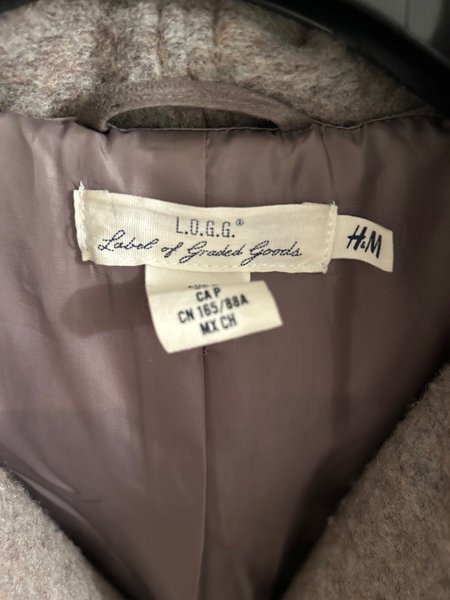 L.O.G.G.®
Label of Graded Goods
H&M
CA P
CN 165/88A
MX CH